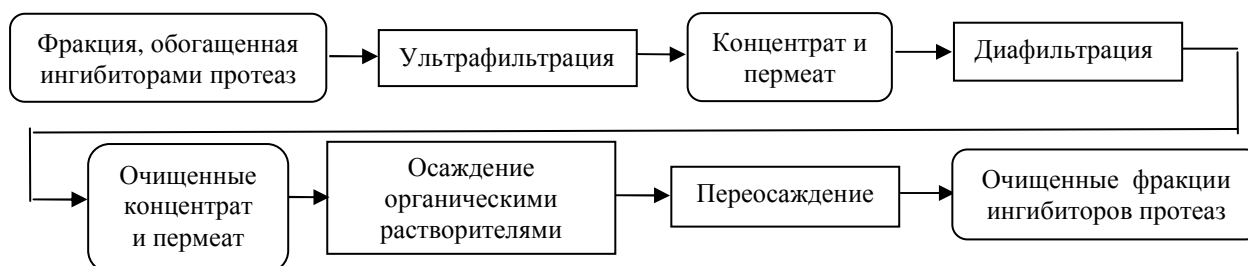 Фракция, обогащенная
ингибиторами протеаз
Ультрафильтрация
Концентрат и
пермеат
Диафильтрация
Очищенные
концентрат
и пермеат
Осаждение
органическими
растворителями
Переосаждение
Очищенные фракции
ингибиторов протеаз